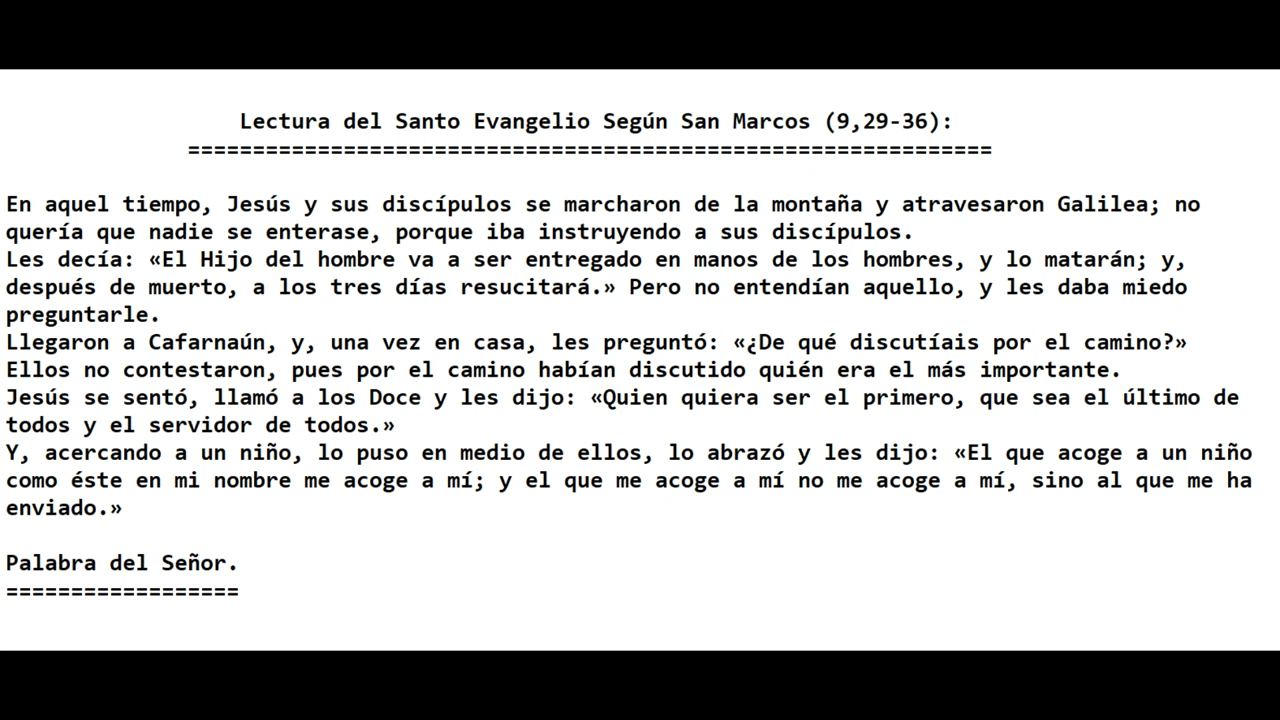 Lectura del Santo Evangelio Según San Marcos (9,29-36):
==============================================================
En aquel tiempo, Jesús y sus discípulos se marcharon de la montaña y atravesaron Galilea; no
quería que nadie se enterase, porque iba instruyendo a sus discípulos.
Les decía: «El Hijo del hombre va a ser entregado en manos de los hombres, y lo matarán; y,
después de muerto, a los tres días resucitará.» Pero no entendían aquello, y les daba miedo
preguntarle.
Llegaron a Cafarnaún, y, una vez en casa, les preguntó: «¿De qué discutíais por el camino?»
Ellos no contestaron, pues por el camino habían discutido quién era el más importante.
Jesús se sentó, llamó a los Doce y les dijo: «Quien quiera ser el primero, que sea el último de
todos y el servidor de todos.»
Y, acercando a un niño, lo puso en medio de ellos, lo abrazó y les dijo: «El que acoge a un niño
como éste en mi nombre me acoge a mí; y el que me acoge a mí no me acoge a mí, sino al que me ha
enviado.»
Palabra del Señor.
==================